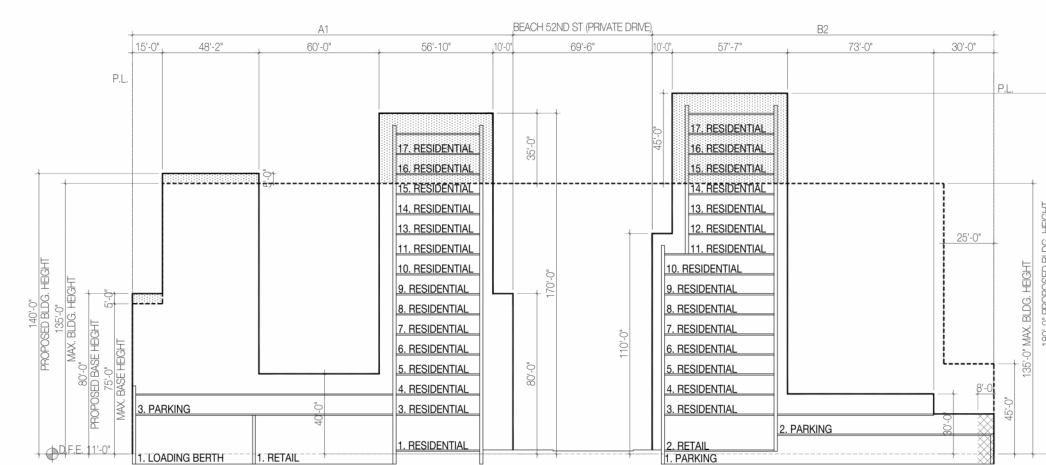 A1
BEACH 52ND ST (PRIVATE DRIVE)
B2
15'-0"
48'-2"
60'-0"
56'-10"
10'-0"
69'-6"
10'-0"
57'-7"
73'-0"
30'-0"
P.L.
P.L.
35'-0"
170'-0"
80'-0"
45'-0"
110'-0"
25'-0"
140'-0"
PROPOSED BLDG. HEIGHT
135'-0"
MAX. BLDG. HEIGHT
80'-0"
PROPOSED BASE HEIGHT
75'-0"
MAX. BASE HEIGHT
5'-0"
40'-0"
17. RESIDENTIAL
16. RESIDENTIAL
15. RESIDENTIAL
14. RESIDENTIAL
13. RESIDENTIAL
11. RESIDENTIAL
10. RESIDENTIAL
9. RESIDENTIAL
8. RESIDENTIAL
7. RESIDENTIAL
6. RESIDENTIAL
5. RESIDENTIAL
4. RESIDENTIAL
3. RESIDENTIAL
1. RESIDENTIAL
3. PARKING
1. LOADING BERTH
1. RETAIL
D.F.E. 11'-0"
17. RESIDENTIAL
16. RESIDENTIAL
15. RESIDENTIAL
14. RESIDENTIAL
13. RESIDENTIAL
12. RESIDENTIAL
11. RESIDENTIAL
10. RESIDENTIAL
9. RESIDENTIAL
8. RESIDENTIAL
7. RESIDENTIAL
6. RESIDENTIAL
5. RESIDENTIAL
4. RESIDENTIAL
3. RESIDENTIAL
2. RETAIL
1. PARKING
2. PARKING
30'-0"
45'-0"
135'-0" MAX. BLDG. HEIGHT
180'-0" PROPOSED BLDG. HEIGHT